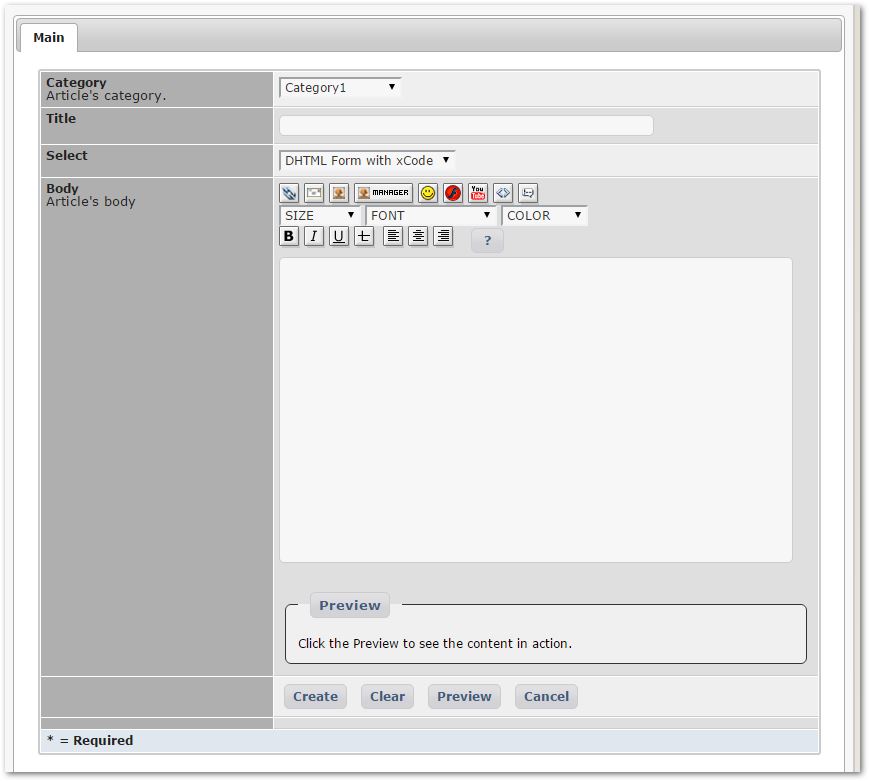 Main
Category
Article's category.
Category1
Title
Select
DHTML Form with xCode
Body
Article's body
MANAGER
You
Tube
SIZE
FONT
COLOR
B I U T
?
Preview
Click the Preview to see the content in action.
Create Clear Preview Cancel
* = Required